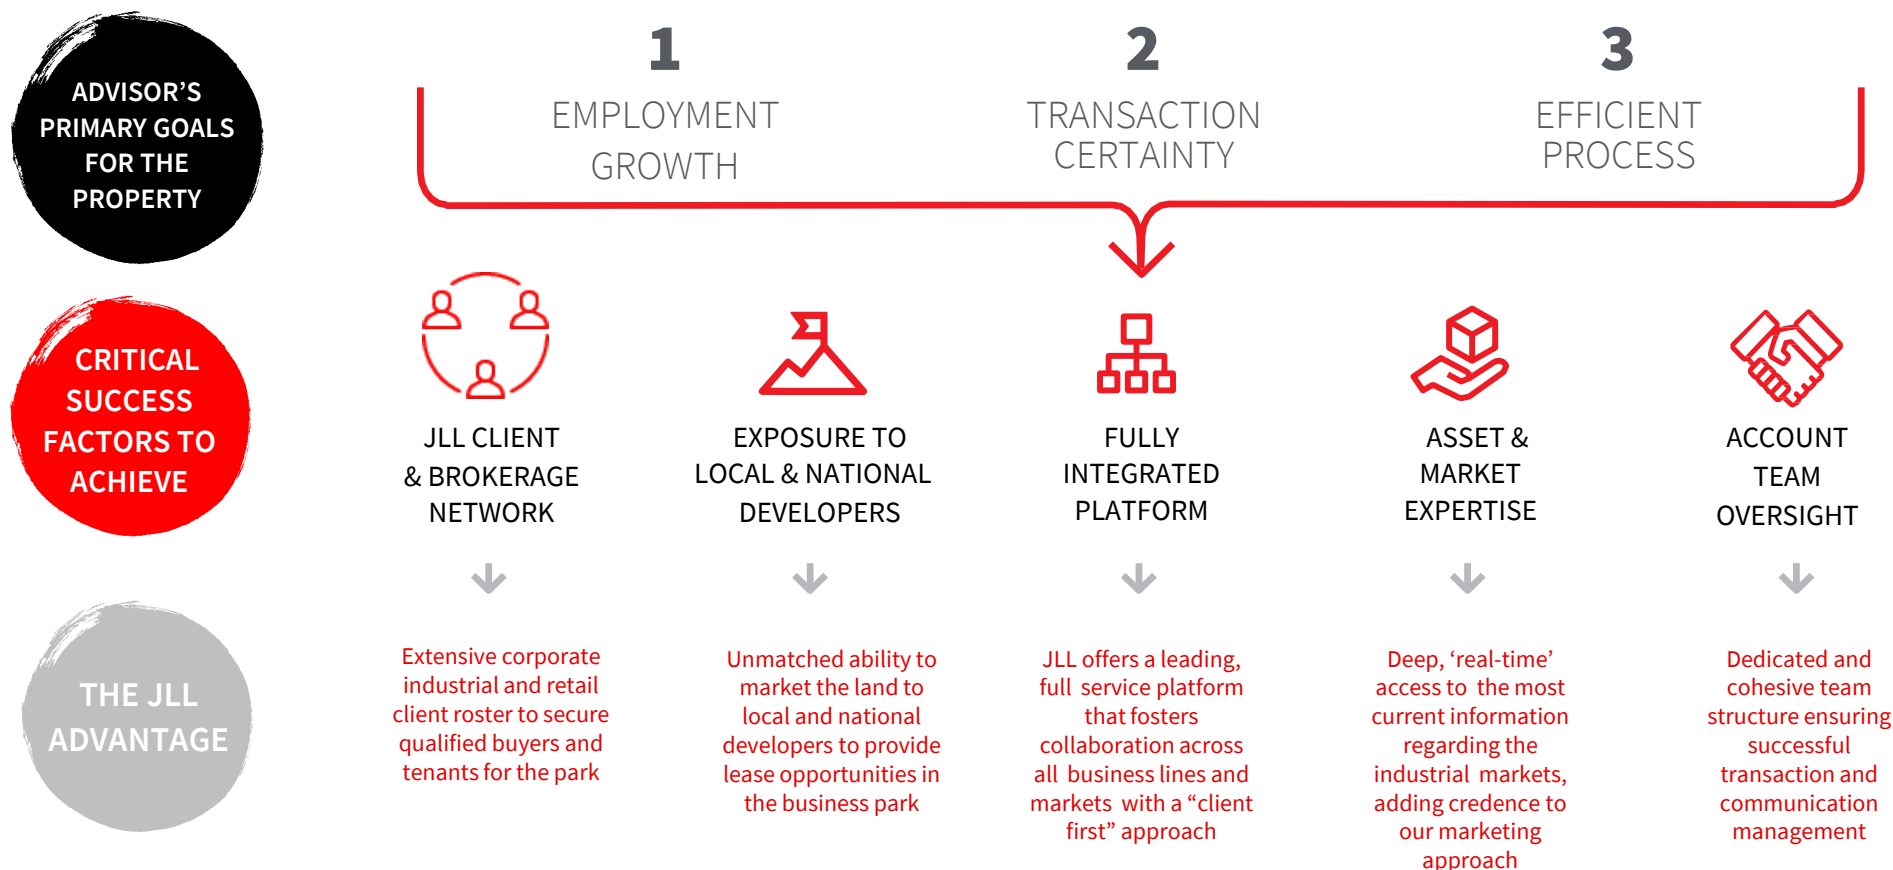 ADVISOR’S
PRIMARY GOALS
FOR THE
PROPERTY
1
EMPLOYMENT
GROWTH
2
TRANSACTION
CERTAINTY
3
EFFICIENT
PROCESS
CRITICAL
SUCCESS
FACTORS TO
ACHIEVE
JLL CLIENT
& BROKERAGE
NETWORK
EXPOSURE TO
LOCAL & NATIONAL
DEVELOPERS
FULLY
INTEGRATED
PLATFORM
ASSET &
MARKET
EXPERTISE
ACCOUNT
TEAM
OVERSIGHT
THE JLL
ADVANTAGE
Extensive corporate
industrial and retail
client roster to secure
qualified buyers and
tenants for the park
Unmatched ability to
market the land to
local and national
developers to provide
lease opportunities in
the business park
JLL offers a leading,
full service platform
that fosters
collaboration across
all business lines and
markets with a “client
first” approach
Deep, ‘real-time’
access to the most
current information
regarding the
industrial markets,
adding credence to
our marketing
approach
Dedicated and
cohesive team
structure ensuring
successful
transaction and
communication
management